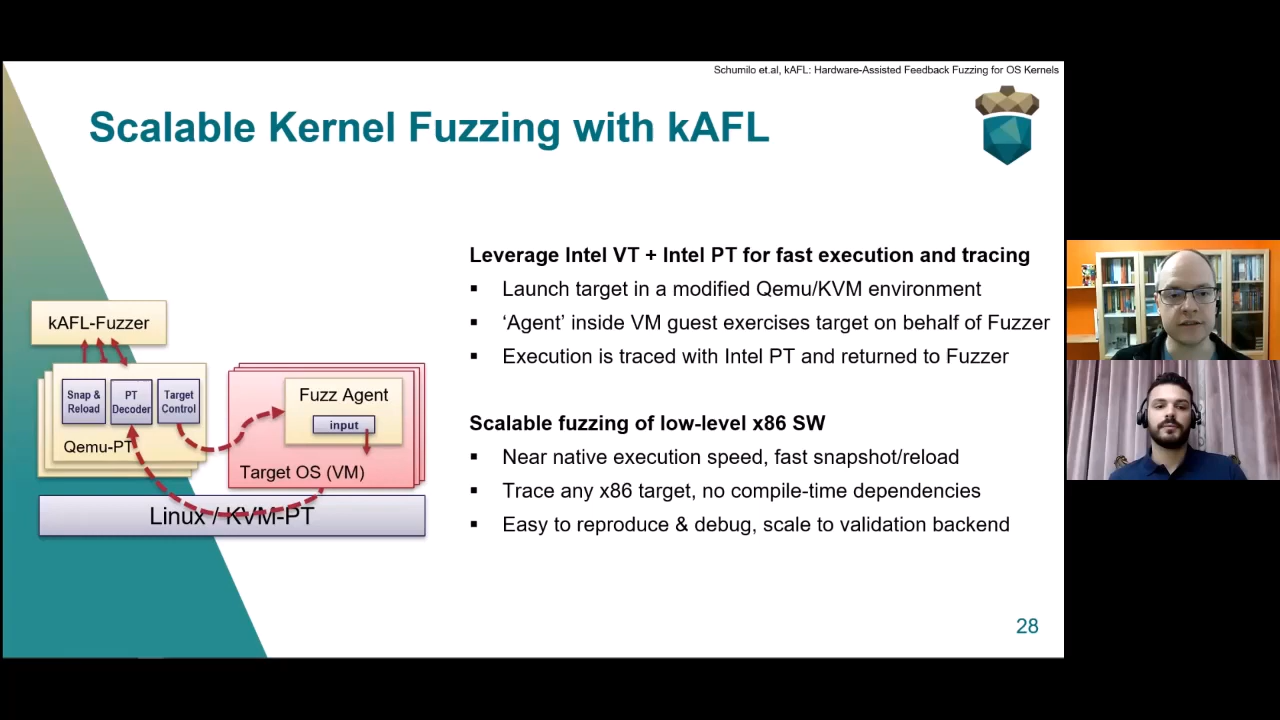 Schumilo et.al, kAFL: Hardware-Assisted Feedback Fuzzing for OS Kernels
Scalable Kernel Fuzzing with kAFL
Leverage Intel VT + Intel PT for fast execution and tracing
▪ Launch target in a modified Qemu/KVM environment
▪ ‘Agent’ inside VM guest exercises target on behalf of Fuzzer
▪ Execution is traced with Intel PT and returned to Fuzzer
Scalable fuzzing of low-level x86 SW
▪ Near native execution speed, fast snapshot/reload
▪ Trace any x86 target, no compile-time dependencies
▪ Easy to reproduce & debug, scale to validation backend
kAFL-Fuzzer
Snap &
Reload
PT
Decoder
Target
Control
Qemu-PT
Fuzz Agent
input
Target OS (VM)
Linux / KVM-PT
28